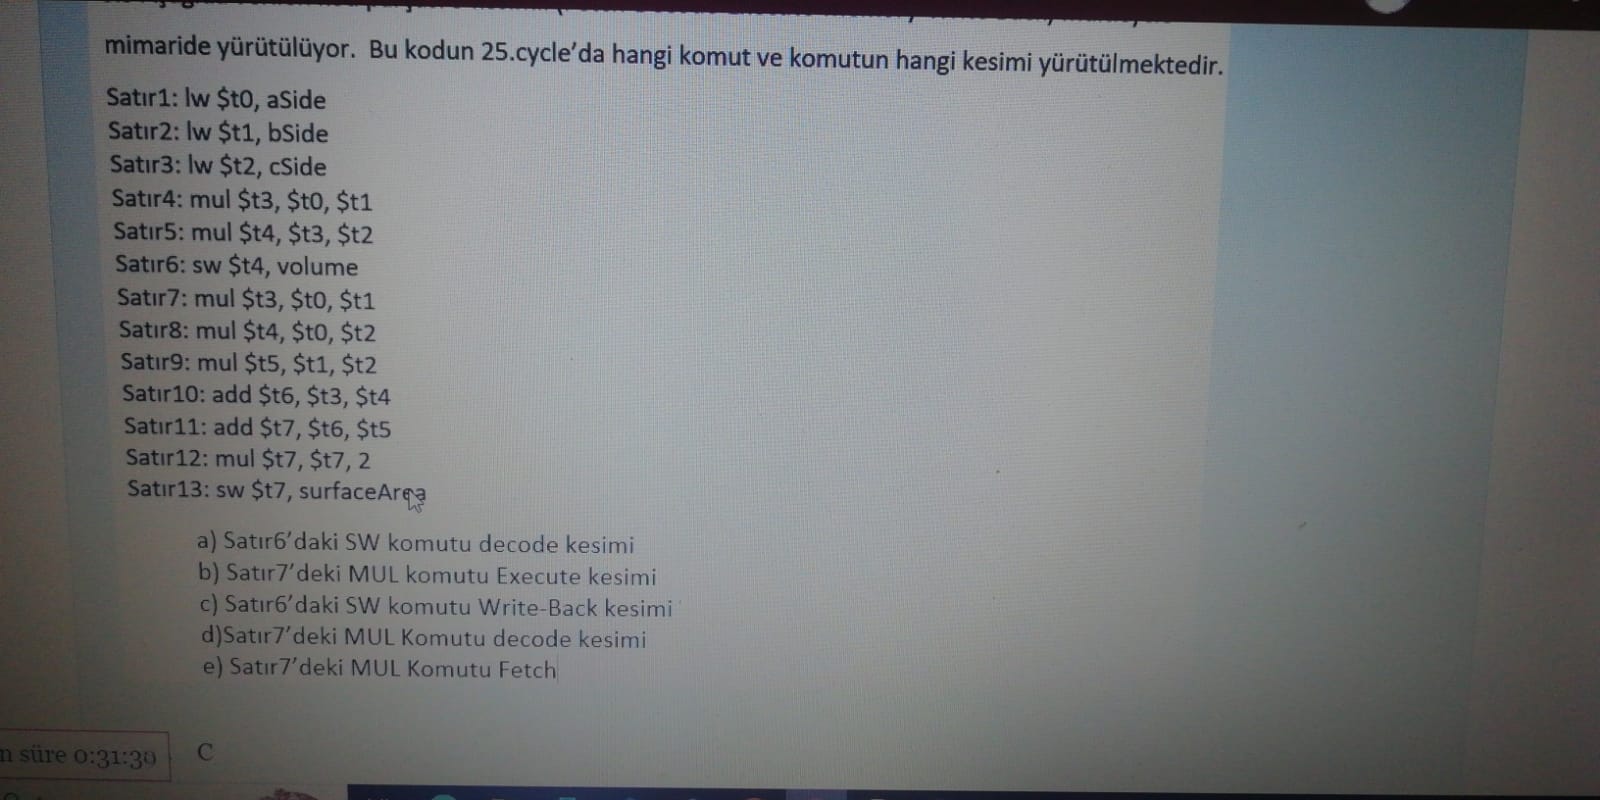 mimaride yürütülüyor. Bu kodun 25.cycle'da hangi komut ve komutun hangi kesimi yürütülmektedir.
Satır1: lw $t0, aSide
Satır2: lw $t1, bSide
Satır3: lw $t2, cSide
Satır4: mul $t3, $t0, $t1
Satır5: mul $t4, $t3, $t2
Satır6: sw $t4, volume
Satır7: mul $t3, $t0, $t1
Satır8: mul $t4, $t0, $t2
Satır9: mul $t5, $t1, $t2
Satır10: add $t6, $t3, $t4
Satır11: add $t7, $t6, $t5
Satır12: mul $t7, $t7, 2
Satır13: sw $t7, surfaceArea
a) Satır6'daki SW komutu decode kesimi
b) Satır7'deki MUL komutu Execute kesimi
c) Satır6'daki SW komutu Write-Back kesimi
d)Satır7'deki MUL Komutu decode kesimi
e) Satır7'deki MUL Komutu Fetch
n süre 0:31:39
C